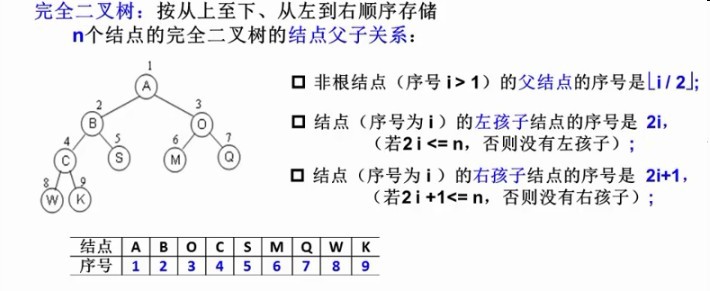 完全二叉树：按从上至下、从左到右顺序存储
n个结点的完全二叉树的结点父子关系：
1
A
2
3
B
O
4
5
6
7
C
S
M
Q
8
9
W
K
非根结点（序号 i > 1）的父结点的序号是⌊i / 2⌋;
结点（序号为 i ）的左孩子结点的序号是 2i,
（若2 i <= n，否则没有左孩子）;
结点（序号为 i ）的右孩子结点的序号是 2i+1,
（若2 i +1<= n，否则没有右孩子）;
结点 A B O C S M Q W K
序号 1 2 3 4 5 6 7 8 9